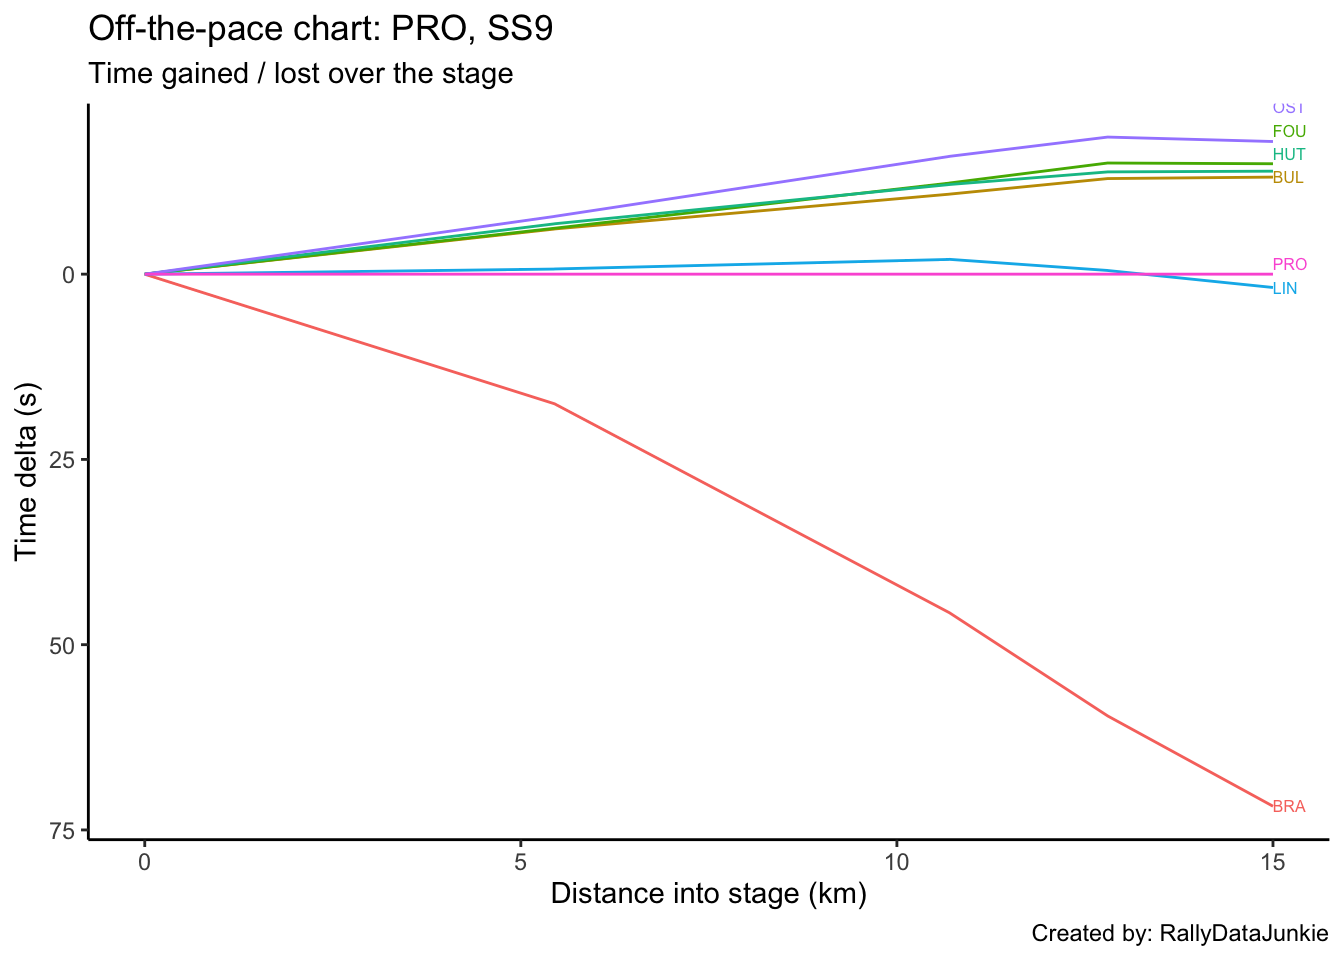 Off-the-pace chart: PRO, SS9
Time gained / lost over the stage
OST
FOU
HUT
BUL
0
PRO
LIN
Time delta (s)
25
50
BRA
75
0 5 10 15
Distance into stage (km)
Created by: RallyDataJunkie